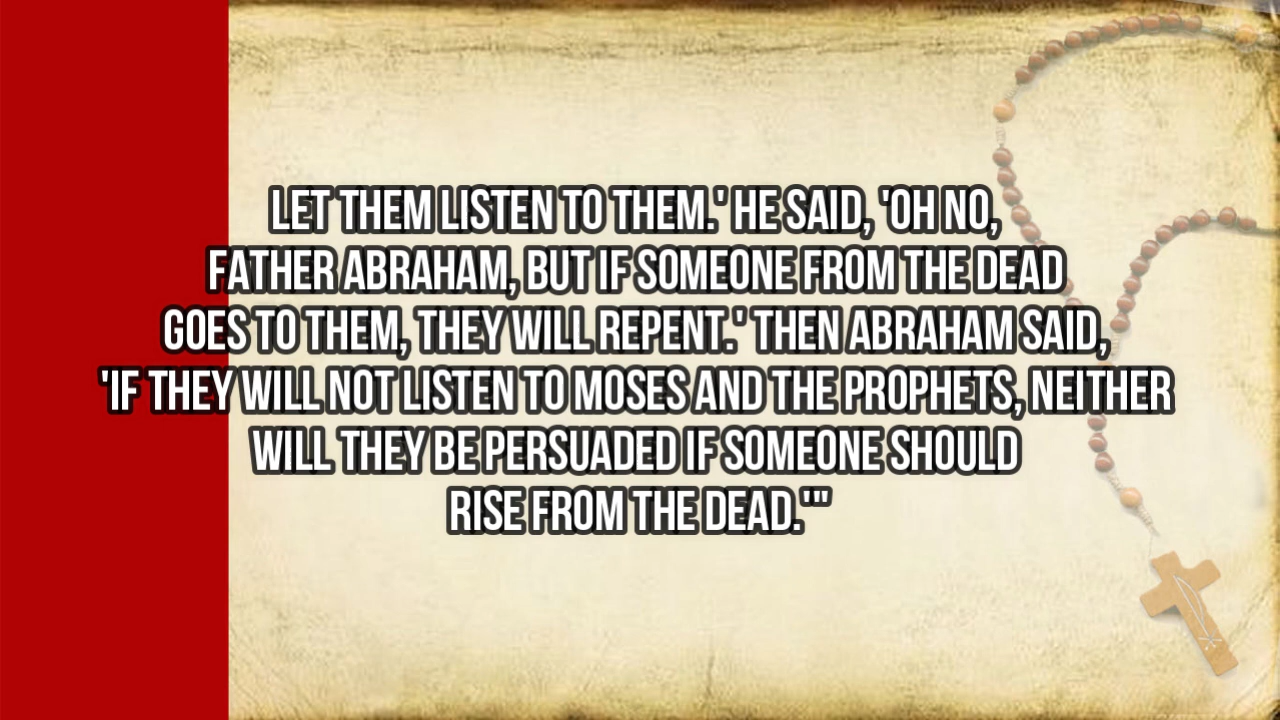 LET THEM LISTEN TO THEM.' HE SAID, 'OH NO,
FATHER ABRAHAM, BUT IF SOMEONE FROM THE DEAD
GOES TO THEM, THEY WILL REPENT.' THEN ABRAHAM SAID,
'IF THEY WILL NOT LISTEN TO MOSES AND THE PROPHETS, NEITHER
WILL THEY BE PERSUADED IF SOMEONE SHOULD
RISE FROM THE DEAD.'"